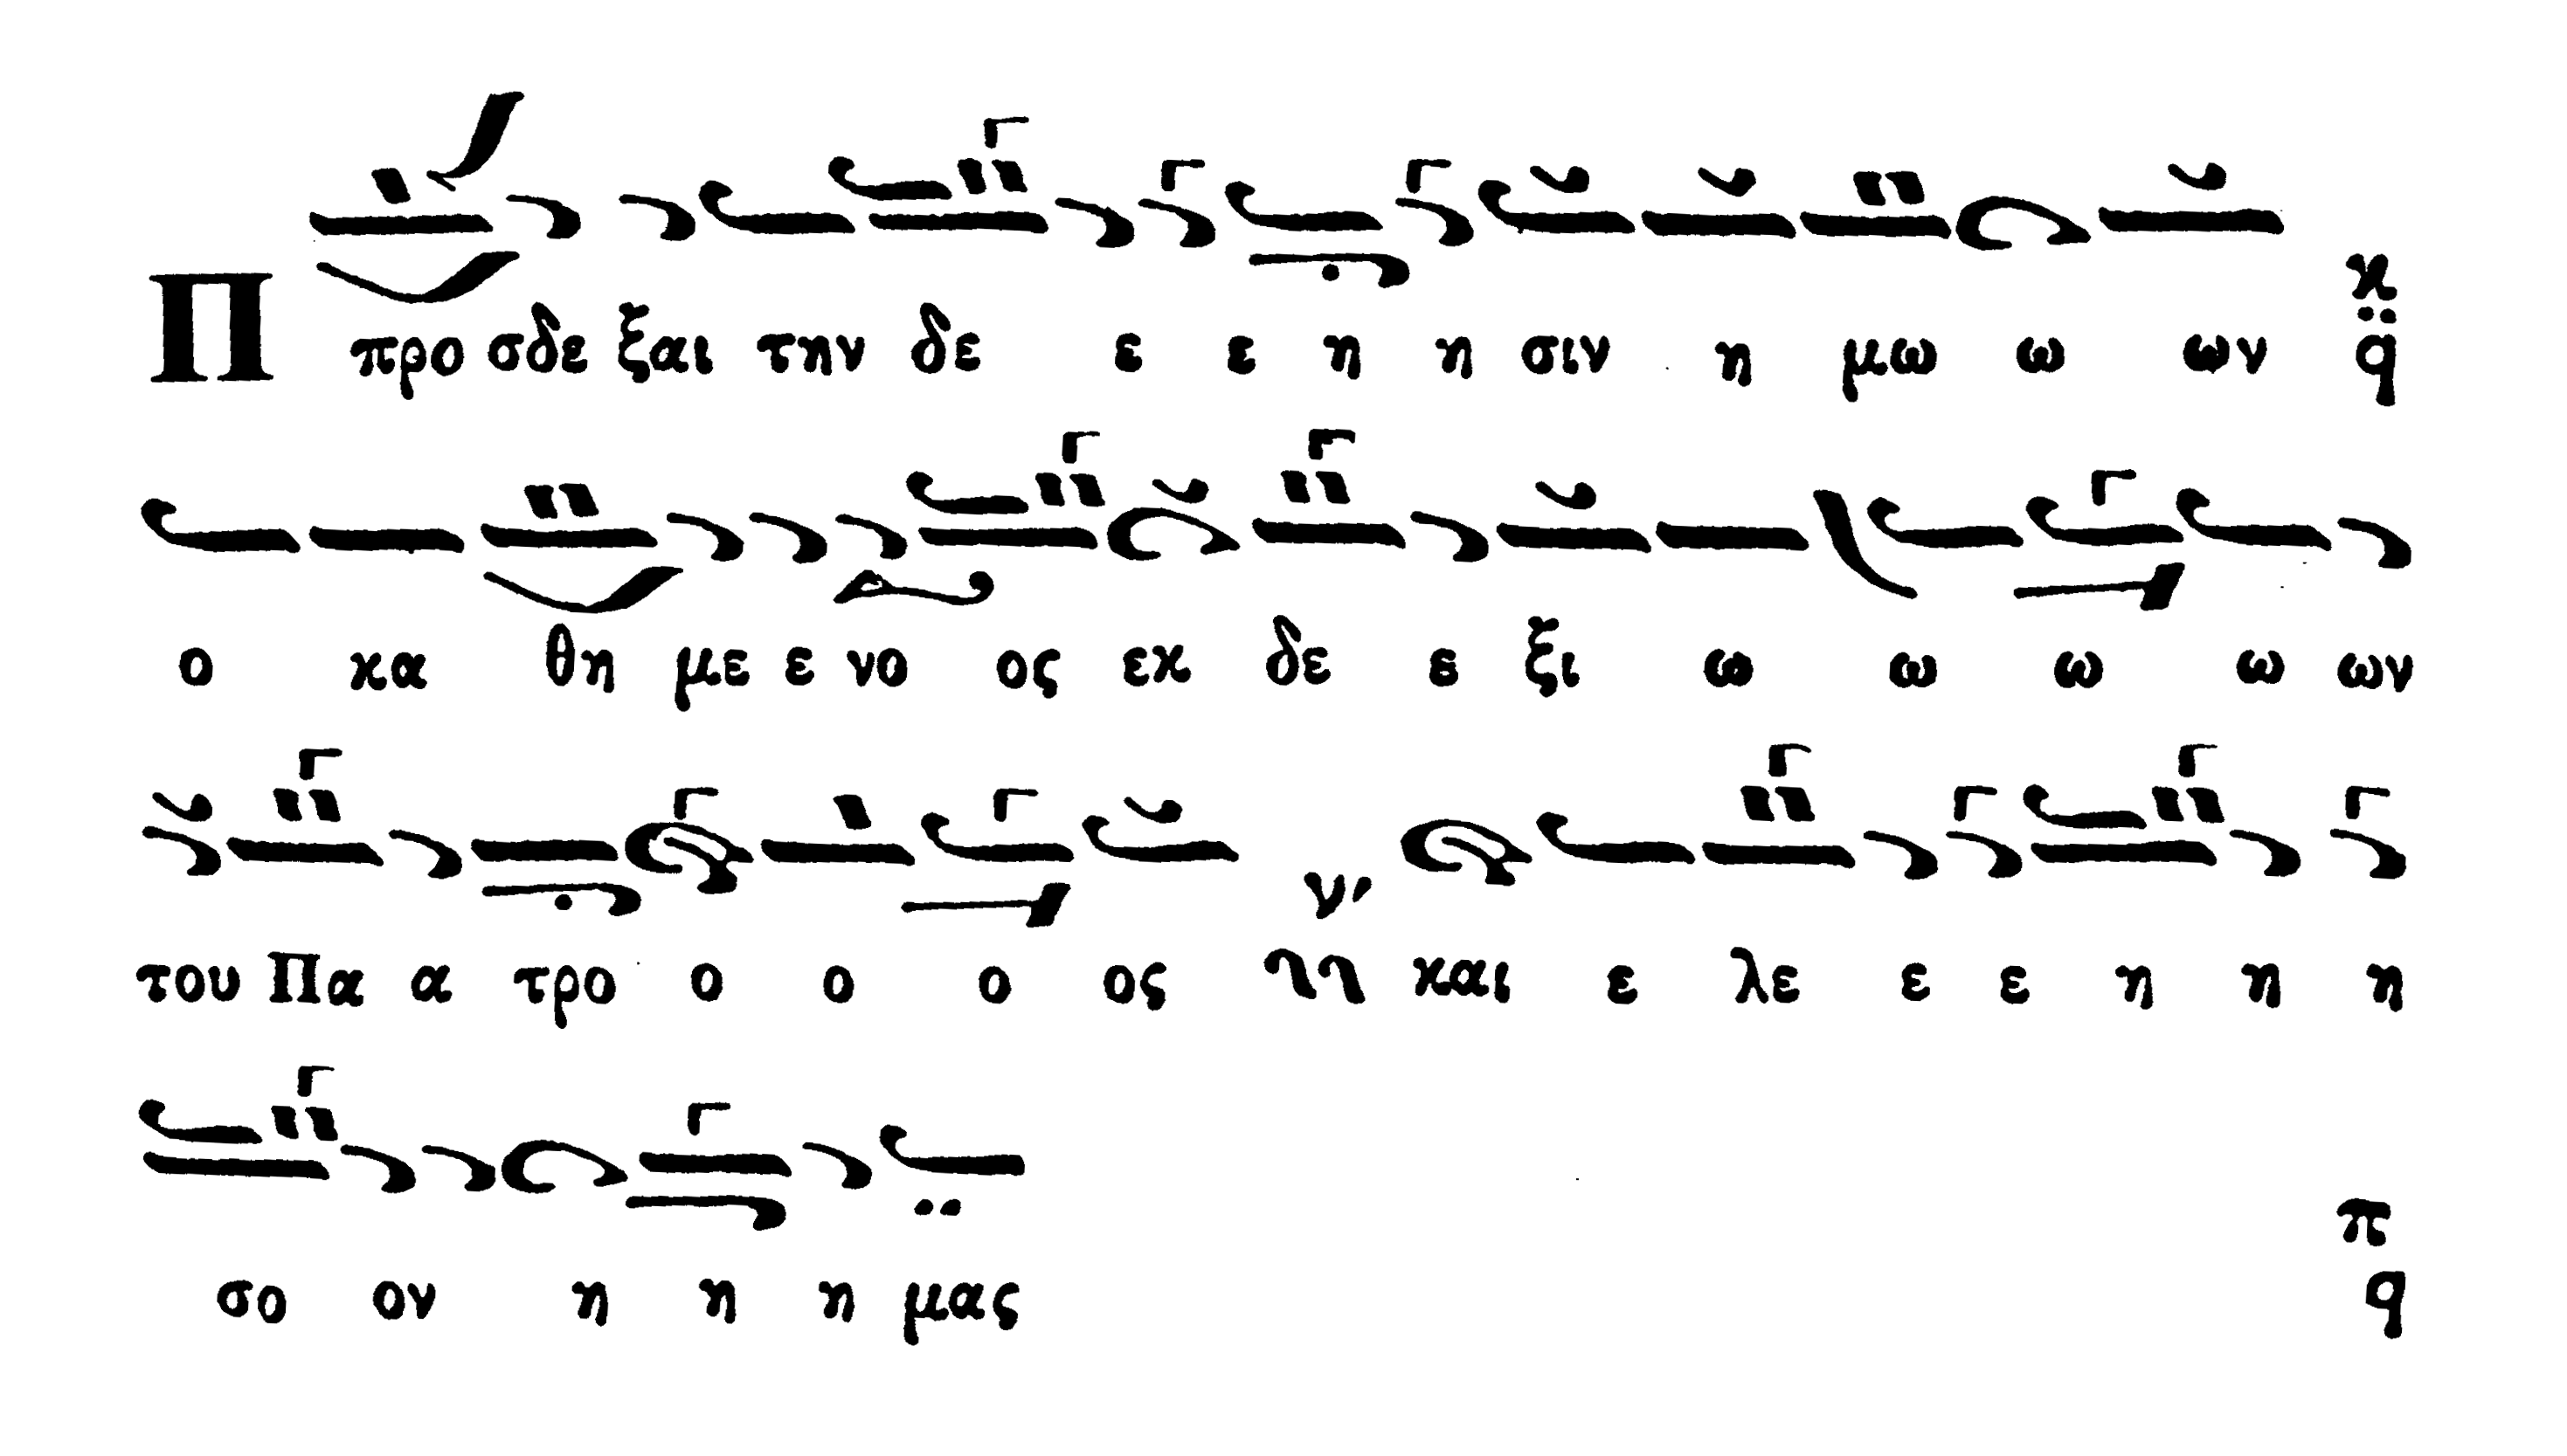 Π προ σδε ξαι την δε ε ε η η σιν η μω ω ων κ q
ο κα θη με ε νο ος εκ δε ε ξι ω ω ω ω ων
του Πα α τρο ο ο ο ος ν και ε λε ε ε η η η
σο ον η η η μας π q